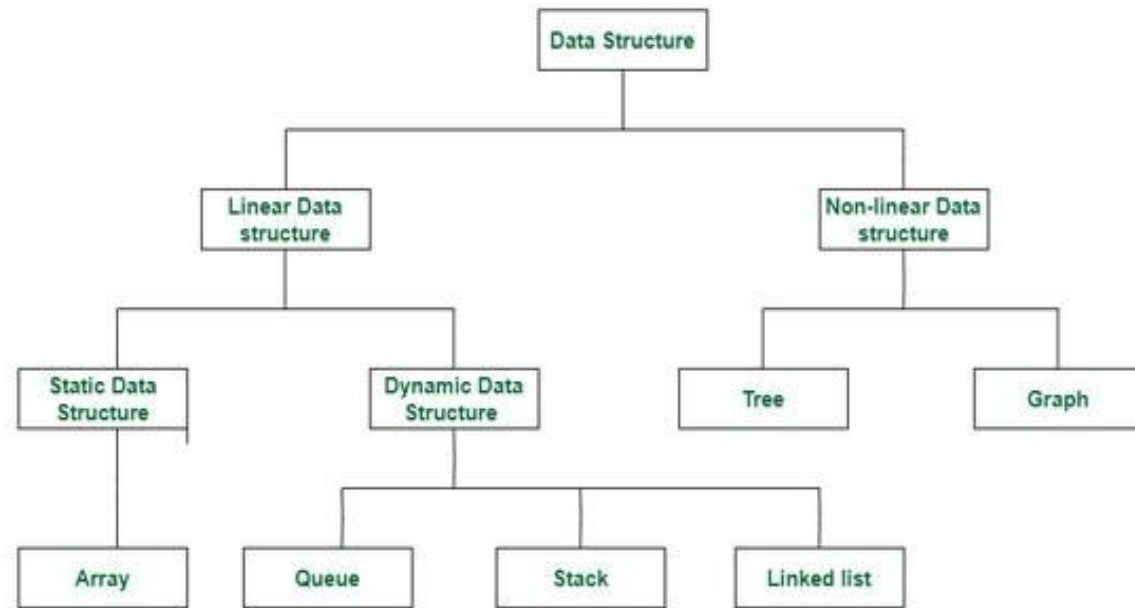 Data Structure
Linear Data
structure
Non-linear Data
structure
Static Data
Structure
Dynamic Data
Structure
Tree
Graph
Array
Queue
Stack
Linked list